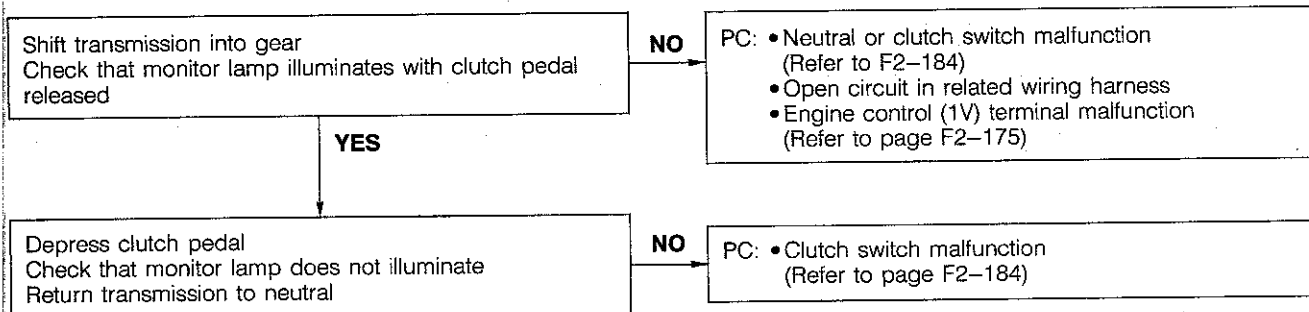 Shift transmission into gear
Check that monitor lamp illuminates with clutch pedal
released
NO
PC: • Neutral or clutch switch malfunction
(Refer to F2–184)
• Open circuit in related wiring harness
• Engine control (1V) terminal malfunction
(Refer to page F2–175)
YES
Depress clutch pedal
Check that monitor lamp does not illuminate
Return transmission to neutral
NO
PC: • Clutch switch malfunction
(Refer to page F2–184)